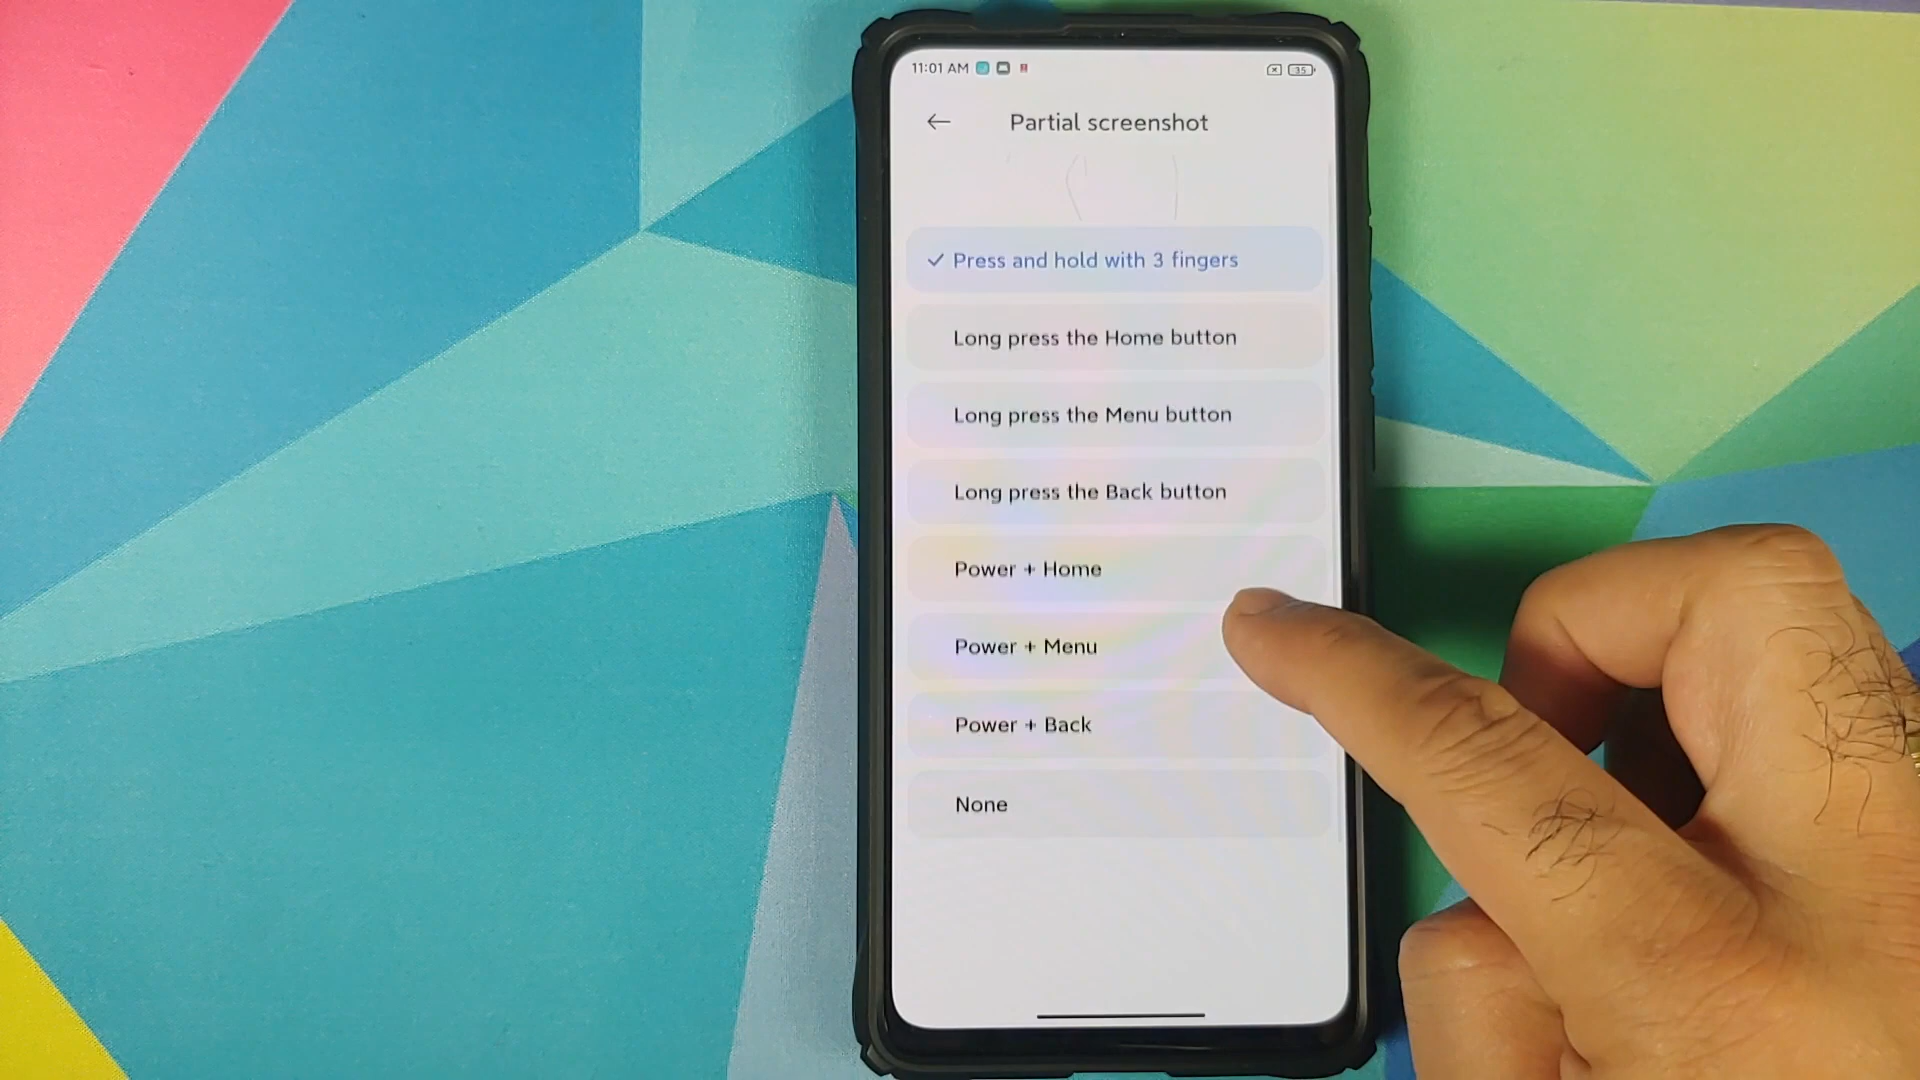 11:01 AM
35
Partial screenshot
Press and hold with 3 fingers
Long press the Home button
Long press the Menu button
Long press the Back button
Power + Home
Power + Menu
Power + Back
None